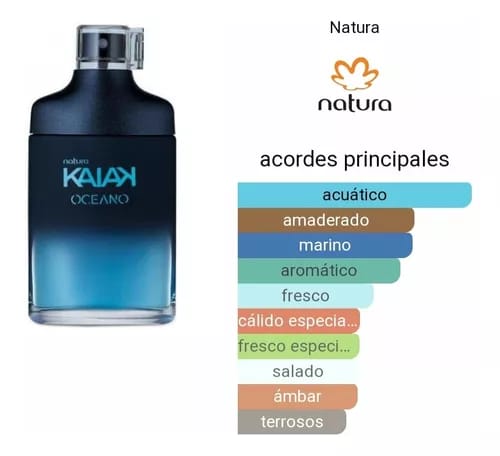 Natura
natura
acordes principales
natura
KAIAK
OCEANO
acuático
amaderado
marino
aromático
fresco
cálido especia...
fresco especi...
salado
ámbar
terrosos